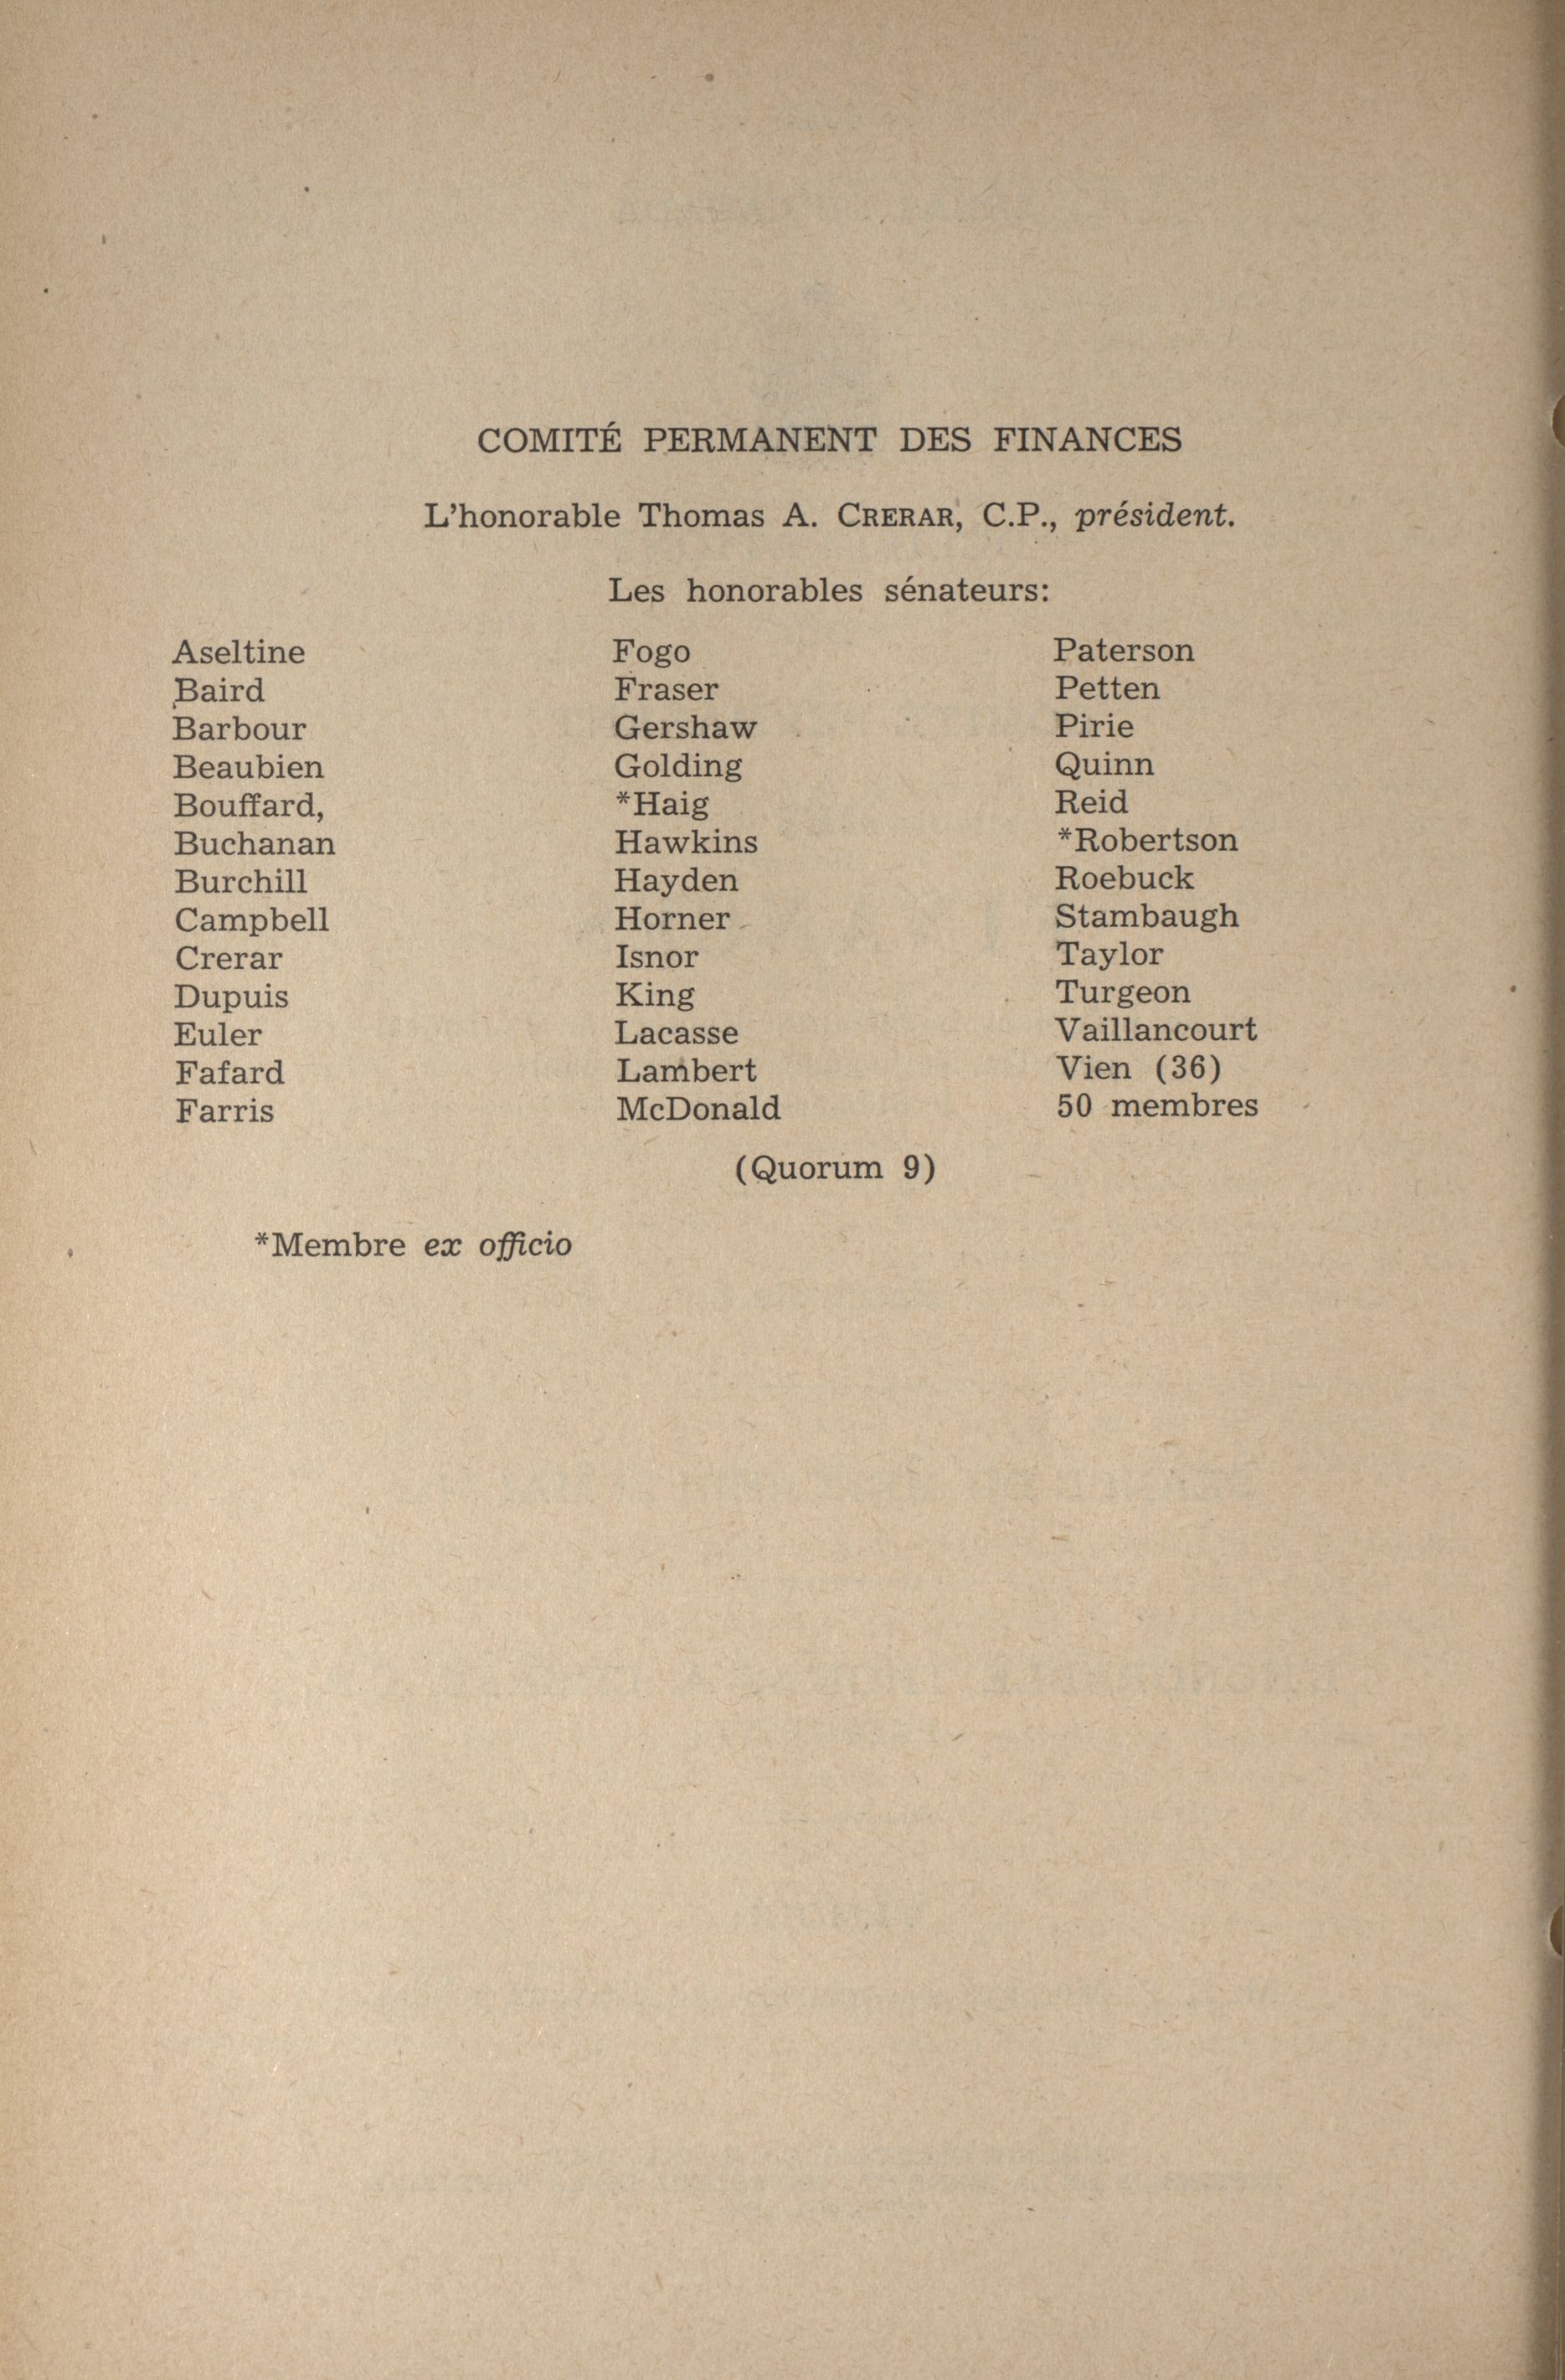 COMITÉ PERMANENT DES FINANCES
L'honorable Thomas A. CRERAR, C.P., président.
Les honorables sénateurs:
Aseltine
Baird
Barbour
Beaubien
Bouffard,
Buchanan
Burchill
Campbell
Crerar
Dupuis
Euler
Fafard
Farris
Fogo
Fraser
Gershaw
Golding
*Haig
Hawkins
Hayden
Horner
Isnor
King
Lacasse
Lambert
McDonald
Paterson
Petten
Pirie
Quinn
Reid
*Robertson
Roebuck
Stambaugh
Taylor
Turgeon
Vaillancourt
Vien (36)
50 membres
(Quorum 9)
*Membre ex officio